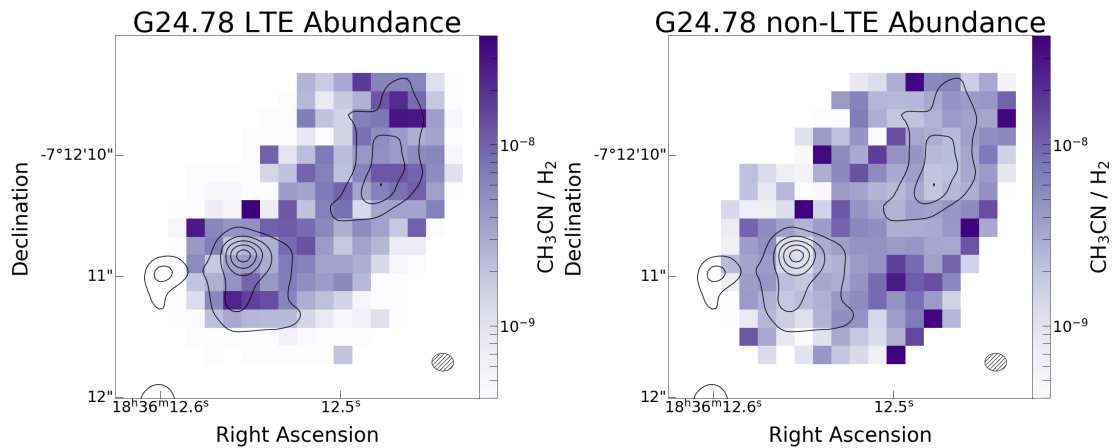 G24.78 LTE Abundance
Declination
-7°12'10"
11"
12"
18ʰ36ᵐ12.6ˢ
12.5ˢ
Right Ascension
10⁻⁸
10⁻⁹
CH₃CN / H₂
G24.78 non-LTE Abundance
Declination
-7°12'10"
11"
12"
18ʰ36ᵐ12.6ˢ
12.5ˢ
Right Ascension
10⁻⁸
10⁻⁹
CH₃CN / H₂